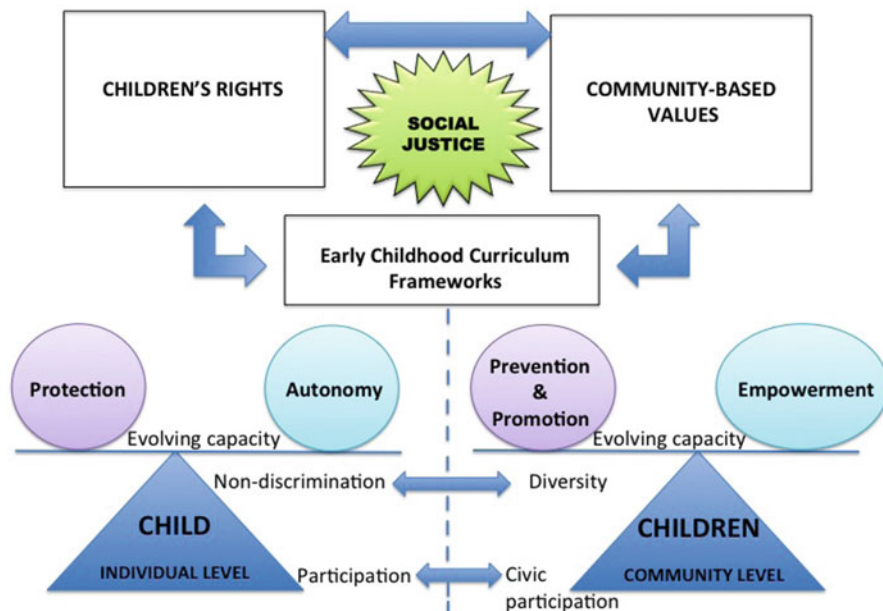 CHILDREN’S RIGHTS
SOCIAL
JUSTICE
COMMUNITY-BASED
VALUES
Early Childhood Curriculum
Frameworks
Protection
Autonomy
Evolving capacity
Prevention
&
Promotion
Empowerment
Evolving capacity
Non-discrimination
Diversity
CHILD
INDIVIDUAL LEVEL
CHILDREN
COMMUNITY LEVEL
Participation
Civic
participation